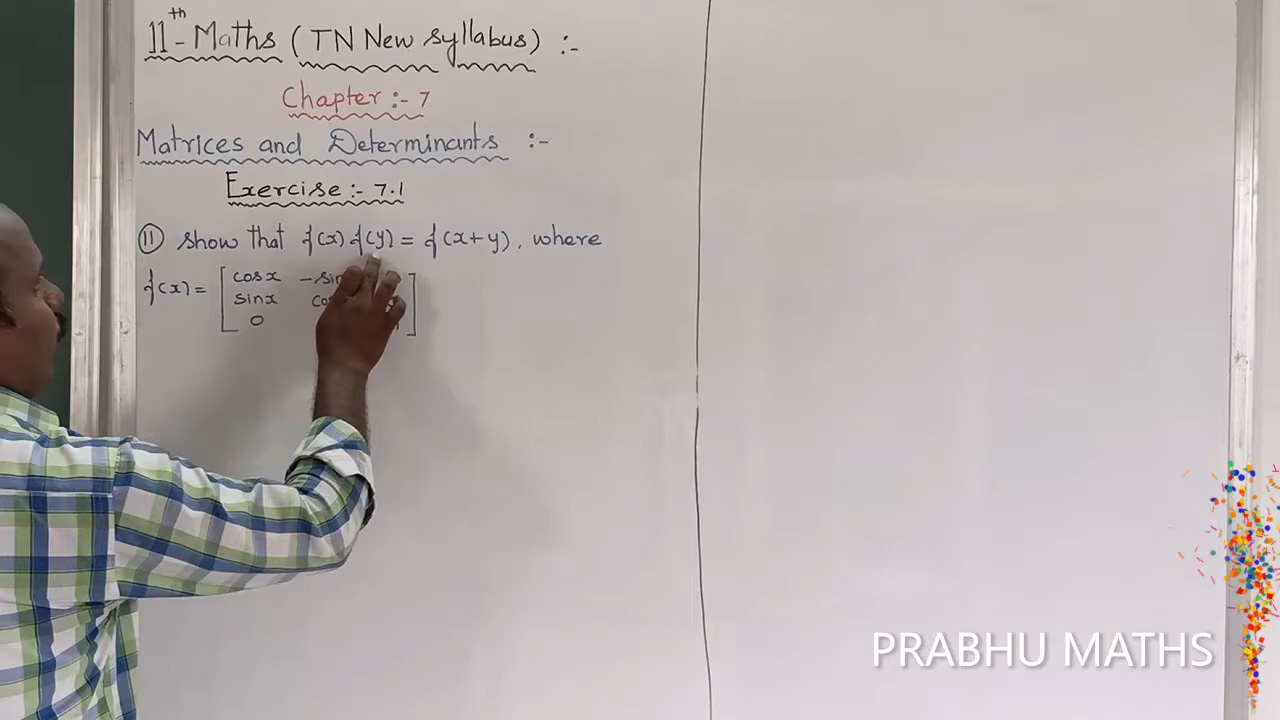 11th - Maths (TN New syllabus) :-
Chapter :- 7
Matrices and Determinants :-
Exercise :- 7.1
⑪ show that f(x) f(y) = f(x+y), where
f(x) = [ cos x - sin
sin x
0 ]
PRABHU MATHS